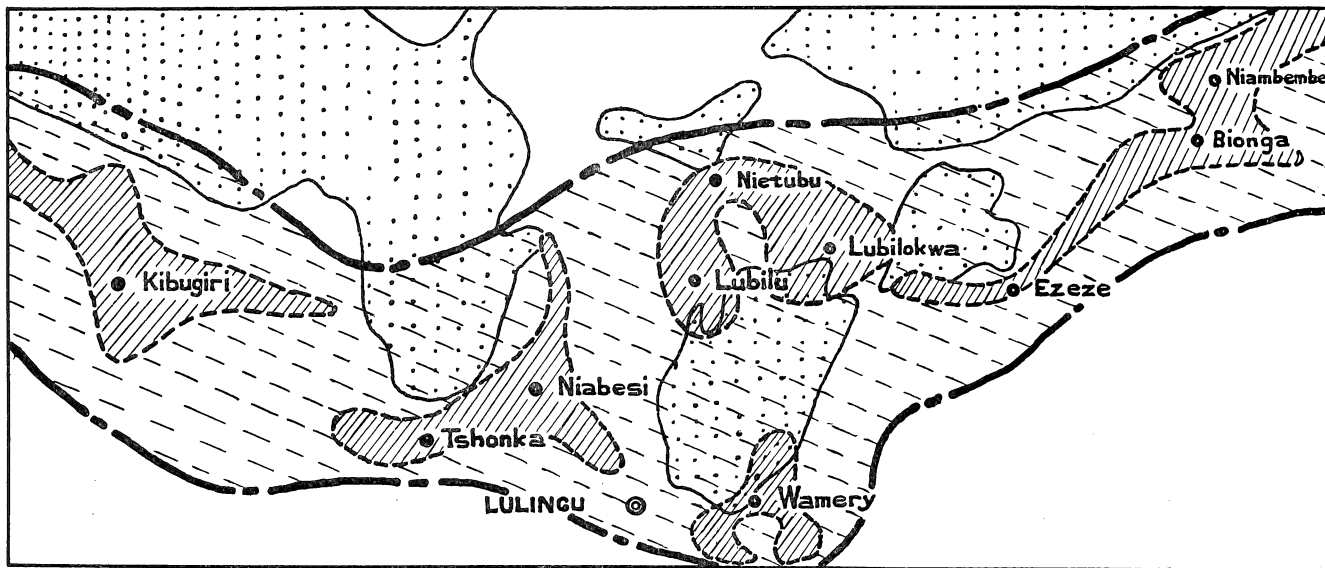 Niambembe
Bionga
Nietubu
Lubilokwa
Kibugiri
Lubilu
Ezeze
Niabesi
Tshonka
LULINGU
Wamery